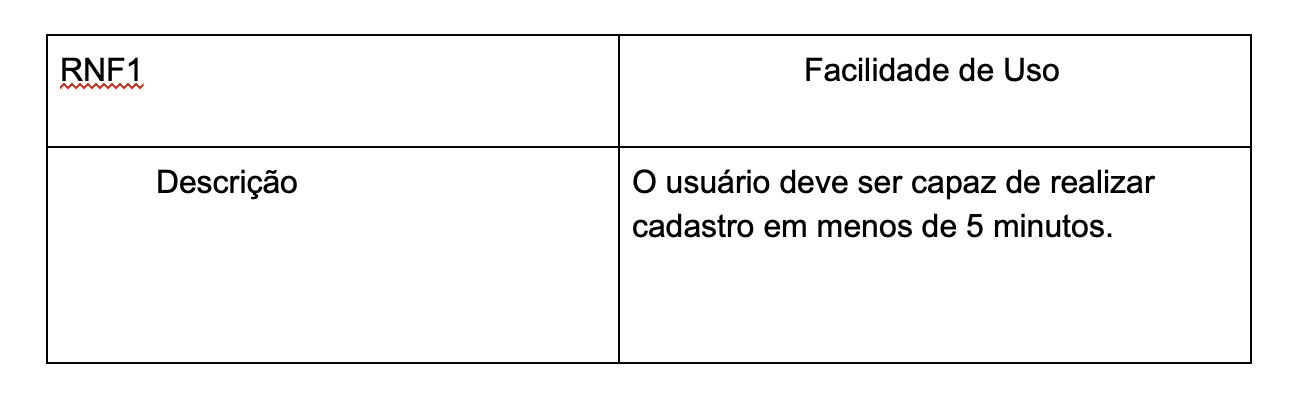 RNF1
Facilidade de Uso
Descrição
O usuário deve ser capaz de realizar
cadastro em menos de 5 minutos.